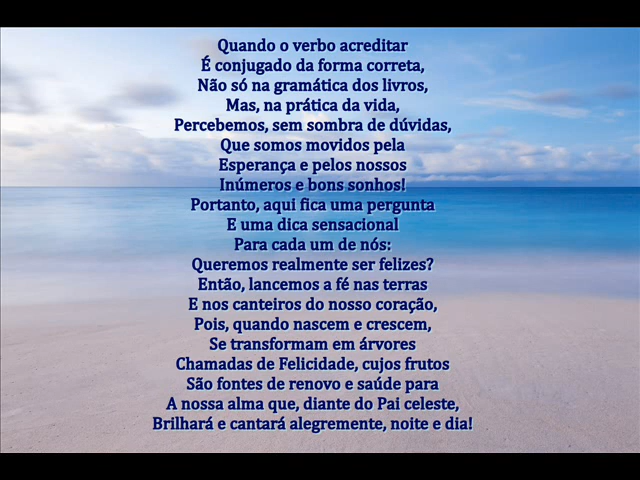 Quando o verbo acreditar
É conjugado da forma correta,
Não só na gramática dos livros,
Mas, na prática da vida,
Percebemos, sem sombra de dúvidas,
Que somos movidos pela
Esperança e pelos nossos
Inúmeros e bons sonhos!
Portanto, aqui fica uma pergunta
E uma dica sensacional
Para cada um de nós:
Queremos realmente ser felizes?
Então, lancemos a fé nas terras
E nos canteiros do nosso coração,
Pois, quando nascem e crescem,
Se transformam em árvores
Chamadas de Felicidade, cujos frutos
São fontes de renovo e saúde para
A nossa alma que, diante do Pai celeste,
Brilhará e cantará alegremente, noite e dia!